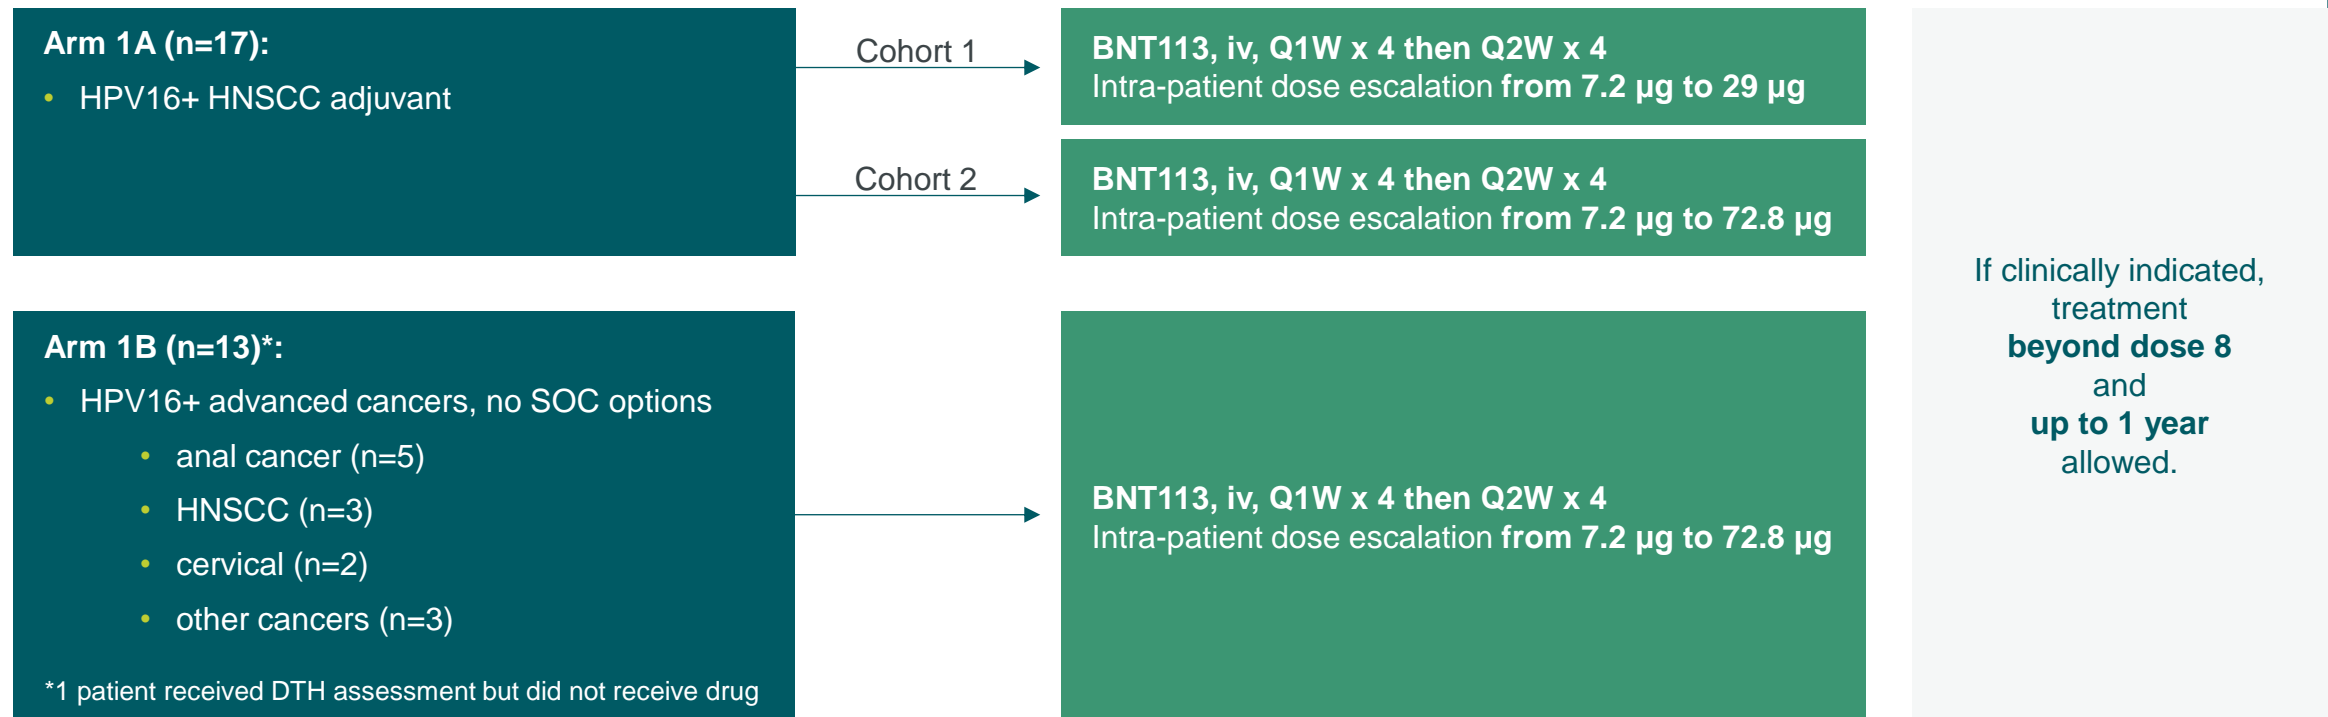 Arm 1A (n=17):
• HPV16+ HNSCC adjuvant
Cohort 1
BNT113, iv, Q1W x 4 then Q2W x 4
Intra-patient dose escalation from 7.2 µg to 29 µg
Cohort 2
BNT113, iv, Q1W x 4 then Q2W x 4
Intra-patient dose escalation from 7.2 µg to 72.8 µg
Arm 1B (n=13)*:
• HPV16+ advanced cancers, no SOC options
• anal cancer (n=5)
• HNSCC (n=3)
• cervical (n=2)
• other cancers (n=3)
*1 patient received DTH assessment but did not receive drug
BNT113, iv, Q1W x 4 then Q2W x 4
Intra-patient dose escalation from 7.2 µg to 72.8 µg
If clinically indicated,
treatment
beyond dose 8
and
up to 1 year
allowed.